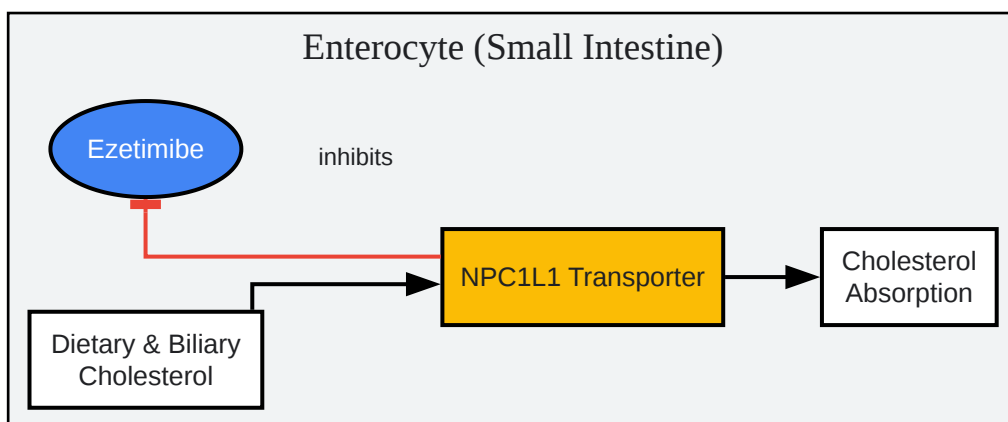 Enterocyte (Small Intestine)
Ezetimibe
inhibits
NPC1L1 Transporter
Cholesterol
Absorption
Dietary & Biliary
Cholesterol